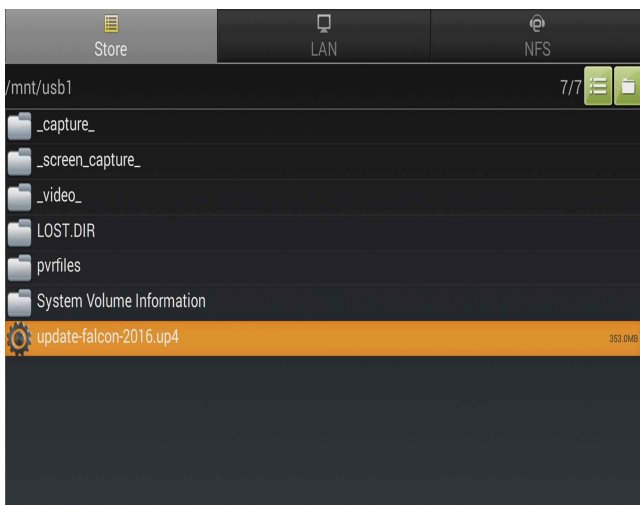 Store
LAN
NFS
/mnt/usb1
7/7
_capture_
_screen_capture_
_video_
LOST.DIR
pvrfiles
System Volume Information
update-falcon-2016.up4
353.0MB